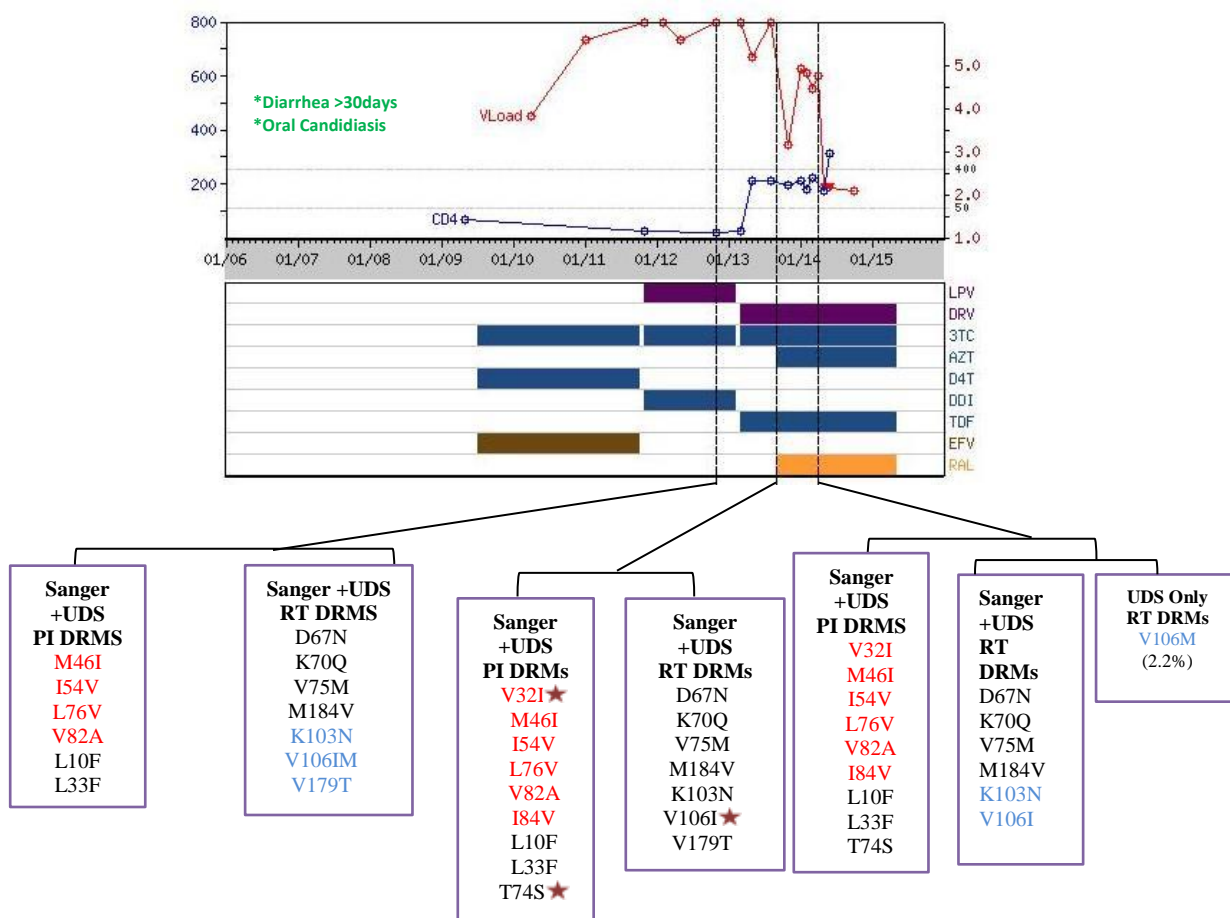 800
600
400
200
*Diarrhea >30days
*Oral Candidiasis
VLoad
CD4
5.0
4.0
3.0
400
2.0
50
1.0
01/06 01/07 01/08 01/09 01/10 01/11 01/12 01/13 01/14 01/15
LPV
DRV
3TC
AZT
D4T
DDI
TDF
EFV
RAL
Sanger
+UDS
PI DRMS
M46I
I54V
L76V
V82A
L10F
L33F
Sanger +UDS
RT DRMS
D67N
K70Q
V75M
M184V
K103N
V106IM
V179T
Sanger
+UDS
PI DRMs
V32I
M46I
I54V
L76V
V82A
I84V
L10F
L33F
T74S
Sanger
+UDS
RT DRMs
D67N
K70Q
V75M
M184V
K103N
V106I
V179T
Sanger
+UDS
PI DRMS
V32I
M46I
I54V
L76V
V82A
I84V
L10F
L33F
T74S
Sanger
+UDS
RT
DRMs
D67N
K70Q
V75M
M184V
K103N
V106I
UDS Only
RT DRMs
V106M
(2.2%)